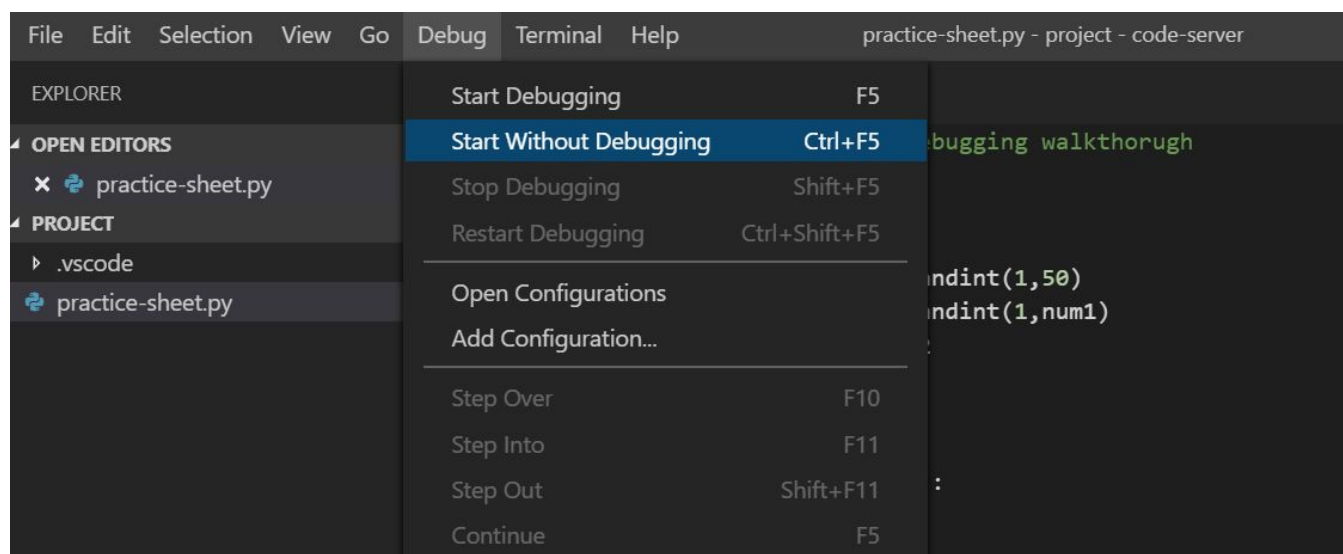 File Edit Selection View Go Debug Terminal Help practice-sheet.py - project - code-server
EXPLORER
OPEN EDITORS
practice-sheet.py
PROJECT
.vscode
practice-sheet.py
Start Debugging F5
Start Without Debugging Ctrl+F5
Stop Debugging Shift+F5
Restart Debugging Ctrl+Shift+F5
Open Configurations
Add Configuration...
Step Over F10
Step Into F11
Step Out Shift+F11
Continue F5
bugging walkthorugh
ndint(1,50)
ndint(1,num1)
: